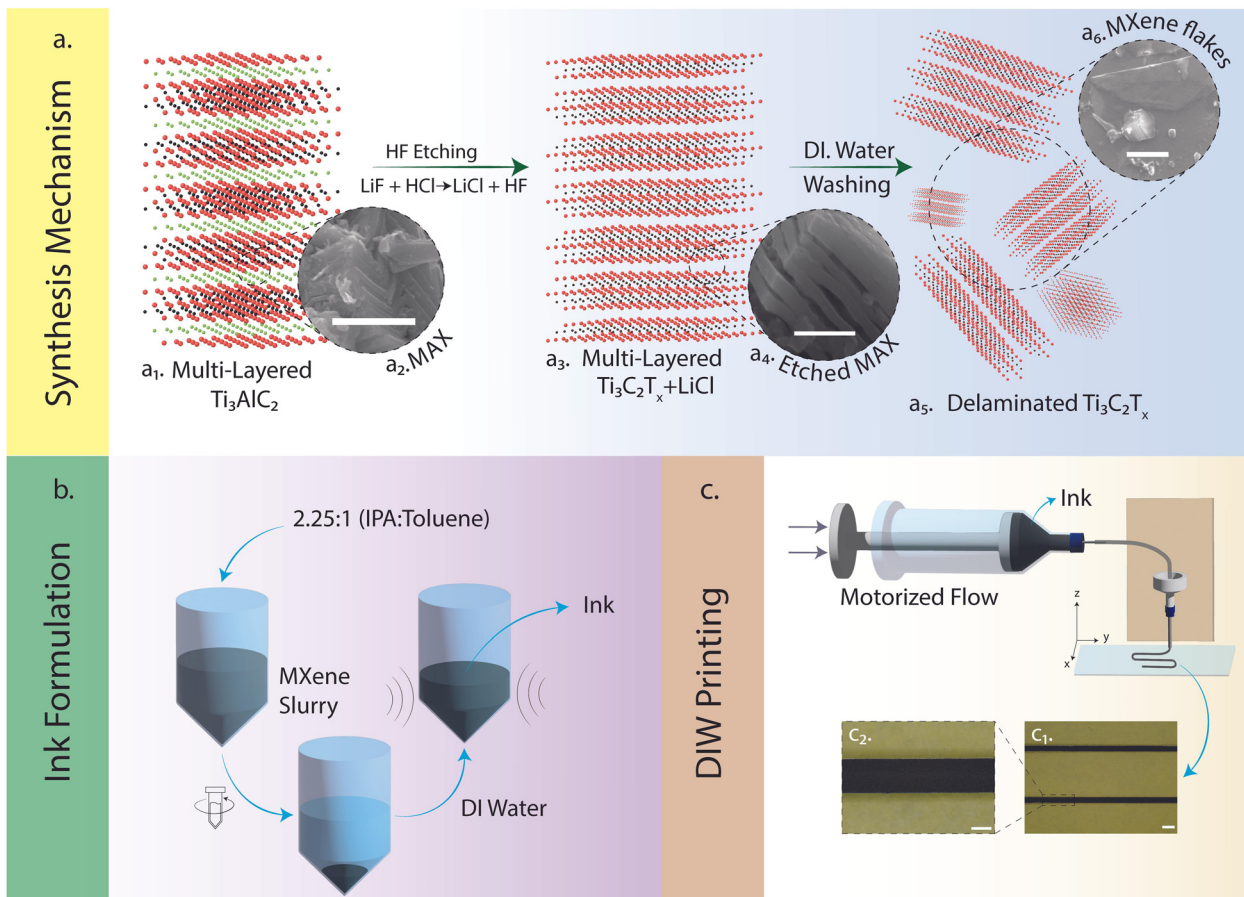 Synthesis Mechanism
a.
HF Etching
LiF + HCl→LiCl + HF
DI. Water
Washing
a₁. Multi-Layered
Ti₃AlC₂
a₂. MAX
a₃. Multi-Layered
Ti₃C₂Tₓ+LiCl
a₄. Etched MAX
a₅. Delaminated Ti₃C₂Tₓ
a₆. MXene flakes
Ink Formulation
b.
2.25:1 (IPA:Toluene)
MXene
Slurry
DI Water
Ink
DIW Printing
c.
Ink
Motorized Flow
z
y
x
C₂.
C₁.